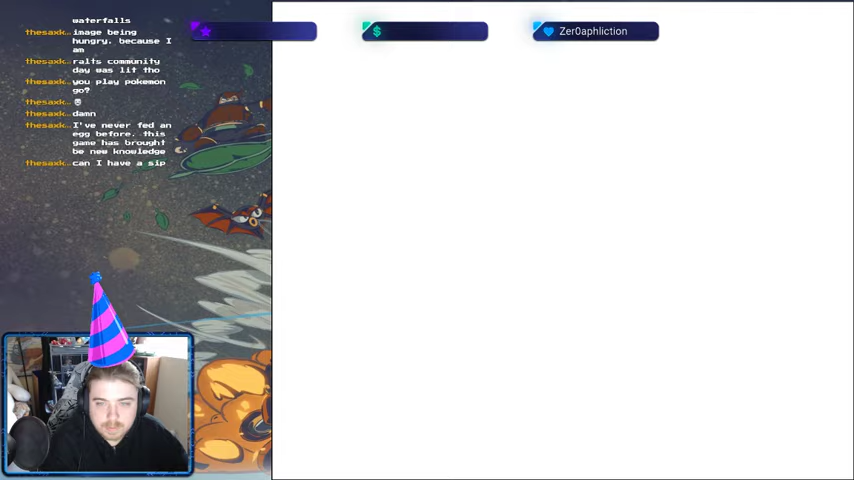 waterfalls
thesaxk… image being
hungry, because I
am
thesaxk… ralts community
day was lit tho
thesaxk… you play pokemon
go?
thesaxk…
thesaxk… damn
thesaxk… I've never fed an
egg before. this
game has brought
be new knowledge
thesaxk… can I have a sip
$
Zer0aphliction